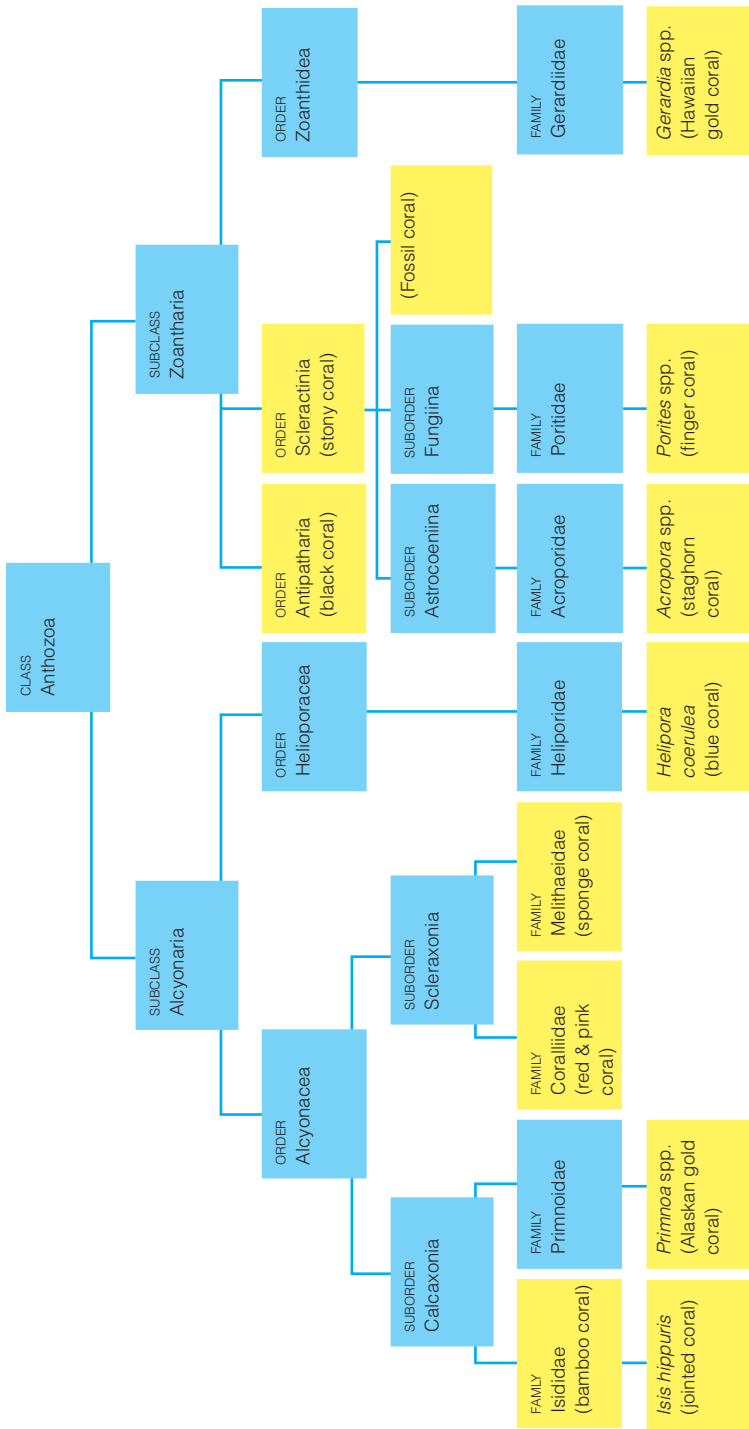 CLASS
Anthozoa
SUBCLASS
Alcyonaria
SUBCLASS
Zoantharia
ORDER
Alcyonacea
ORDER
Helioporacea
ORDER
Antipatharia
(black coral)
ORDER
Scleractinia
(stony coral)
ORDER
Zoanthidea
SUBORDER
Calcaxonia
SUBORDER
Scleraxonia
SUBORDER
Astrocoeniina
SUBORDER
Fungiina
(Fossil coral)
FAMLY
Isididae
(bamboo coral)
FAMILY
Primnoidae
FAMILY
Coralliidae
(red & pink
coral)
FAMILY
Melithaeidae
(sponge coral)
FAMILY
Helioporidae
FAMILY
Acroporidae
FAMILY
Poritidae
FAMILY
Gerardiidae
Isis hippuris
(jointed coral)
Primnoa spp.
(Alaskan gold
coral)
Helipora
coerulea
(blue coral)
Acropora spp.
(staghorn
coral)
Porites spp.
(finger coral)
Gerardia spp.
(Hawaiian
gold coral)